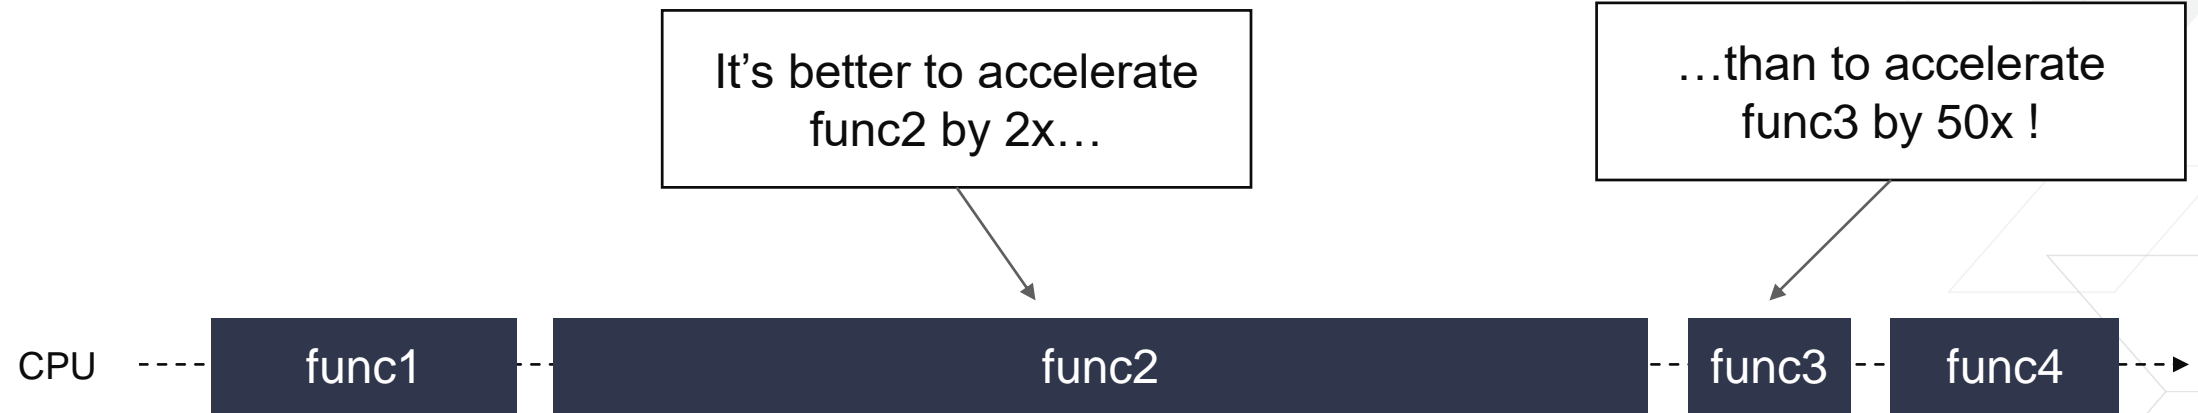 It’s better to accelerate
func2 by 2x…
…than to accelerate
func3 by 50x !
CPU
func1
func2
func3
func4